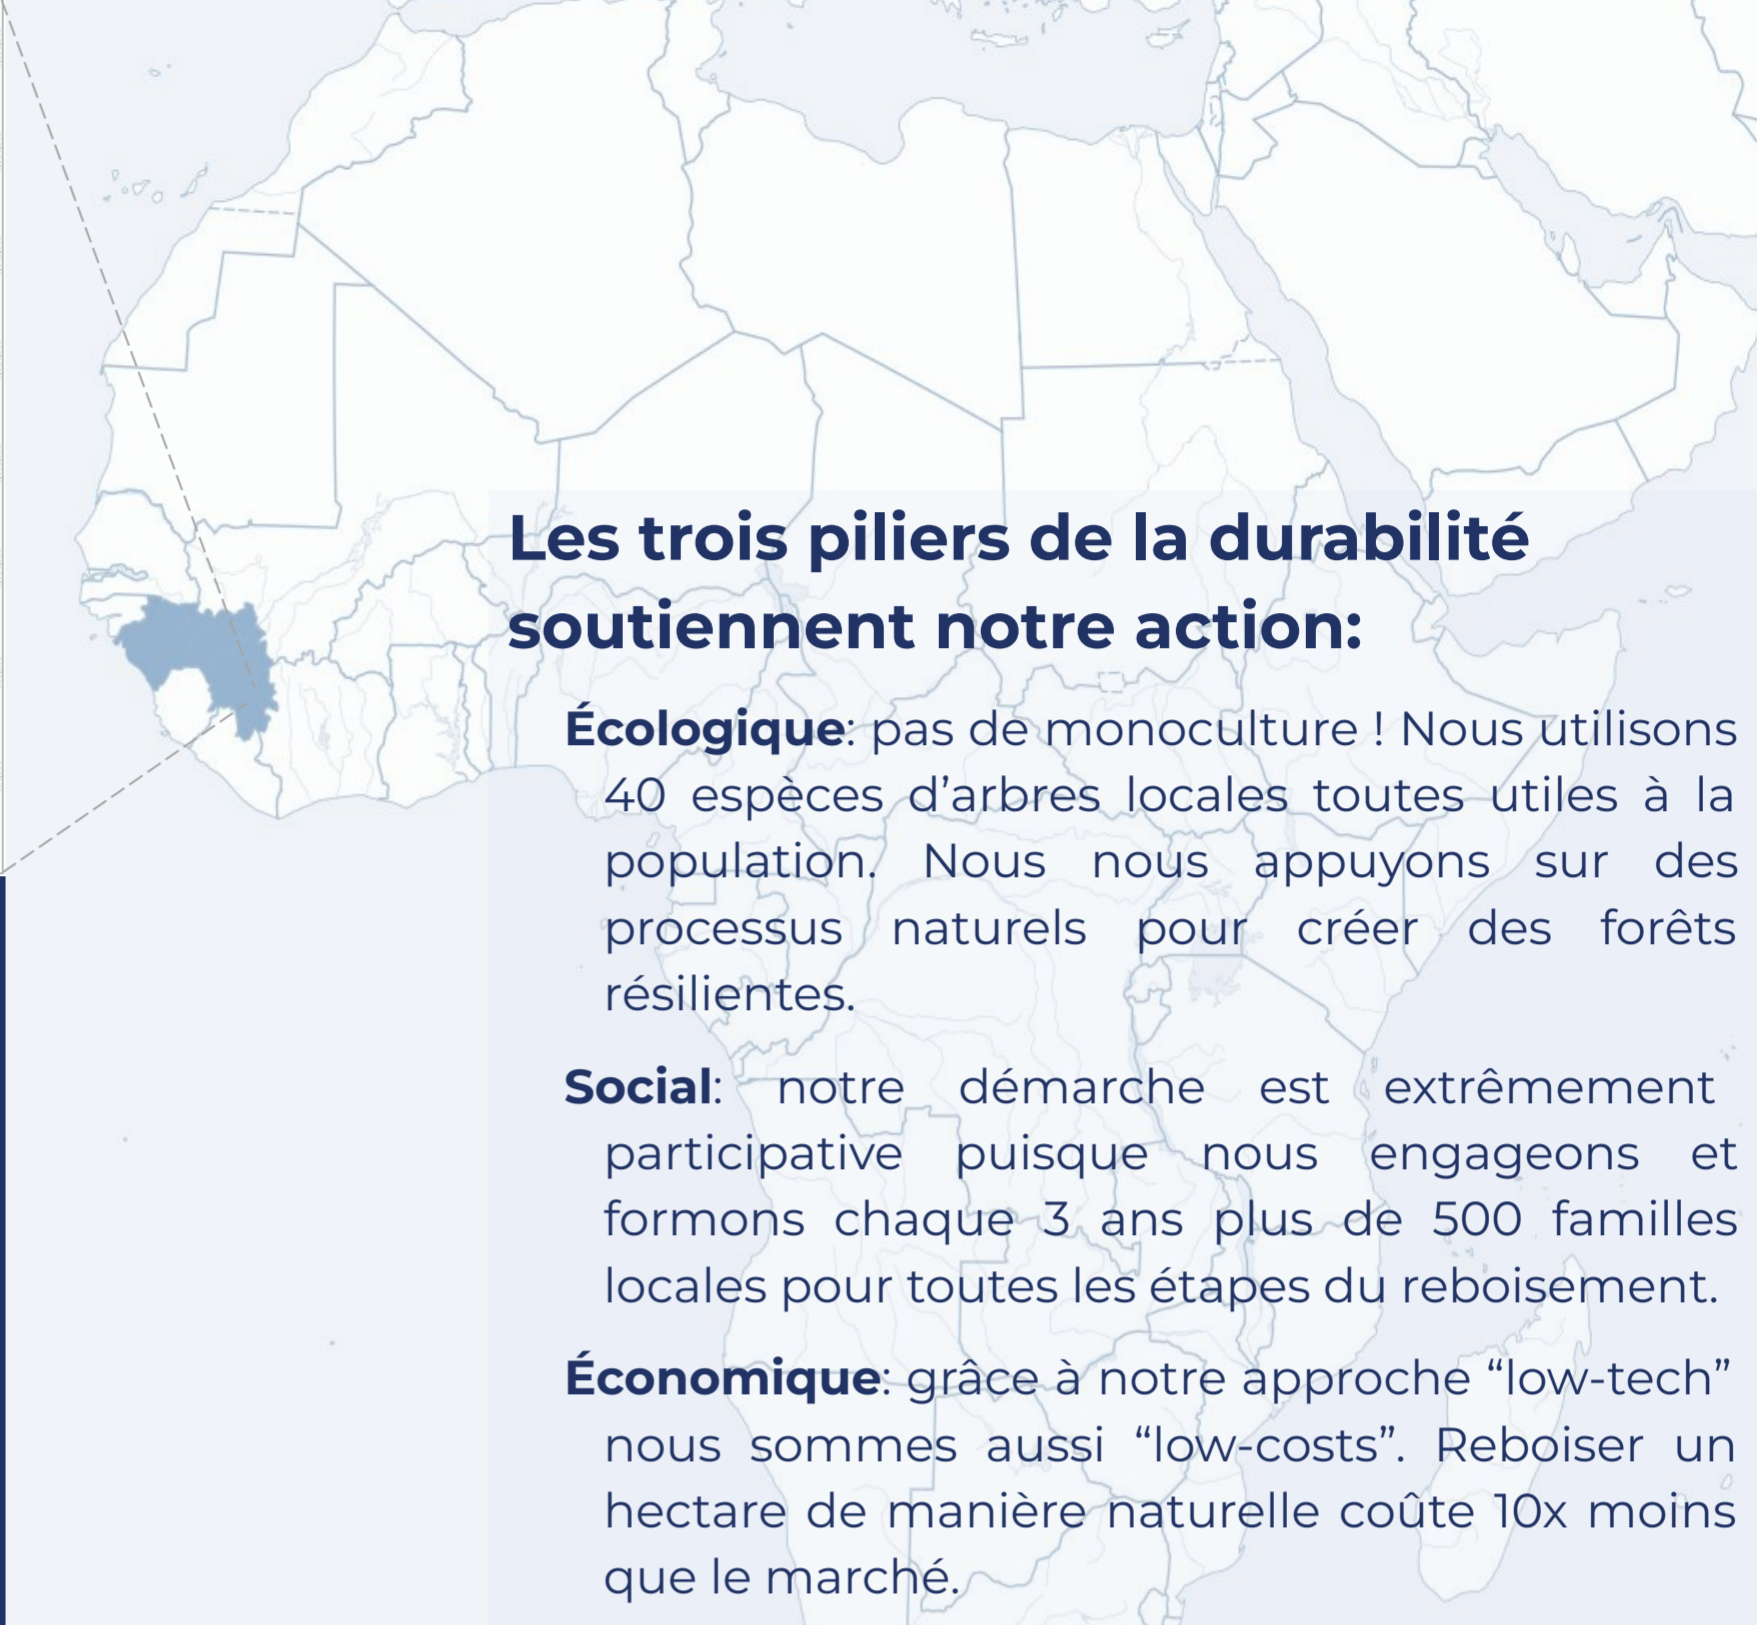 Les trois piliers de la durabilité
soutiennent notre action:
Écologique: pas de monoculture ! Nous utilisons
40 espèces d’arbres locales toutes utiles à la
population. Nous nous appuyons sur des
processus naturels pour créer des forêts
résilientes.
Social: notre démarche est extrêmement
participative puisque nous engageons et
formons chaque 3 ans plus de 500 familles
locales pour toutes les étapes du reboisement.
Économique: grâce à notre approche “low-tech”
nous sommes aussi “low-costs”. Reboiser un
hectare de manière naturelle coûte 10x moins
que le marché.